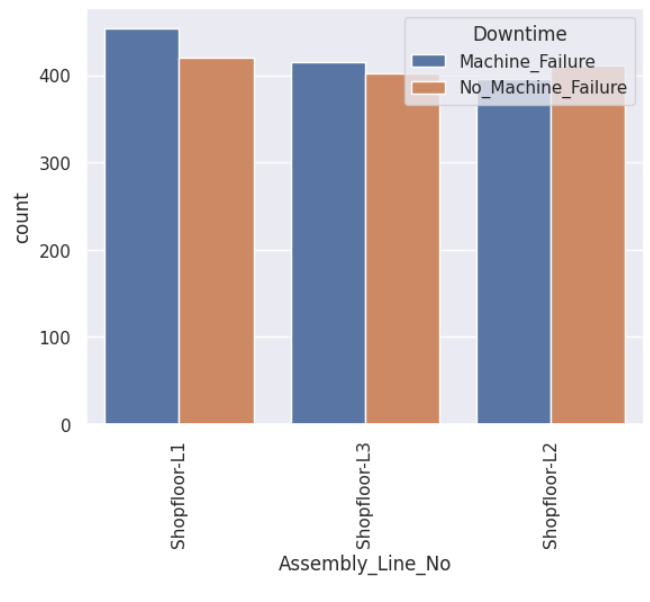 Downtime
Machine_Failure
No_Machine_Failure
count
400
300
200
100
0
Shopfloor-L1
Shopfloor-L3
Shopfloor-L2
Assembly_Line_No